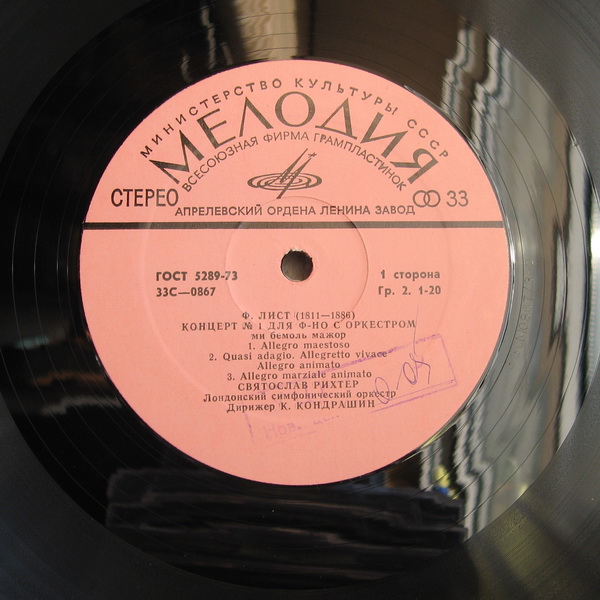 МИНИСТЕРСТВО КУЛЬТУРЫ СССР
МЕЛОДИЯ
ВСЕСОЮЗНАЯ ФИРМА ГРАМПЛАСТИНОК
СТЕРЕО
33
АПРЕЛЕВСКИЙ ОРДЕНА ЛЕНИНА ЗАВОД
ГОСТ 5289-73
1 сторона
33С—0867
Гр. 2. 1-20
Ф. ЛИСТ (1811—1886)
КОНЦЕРТ № 1 ДЛЯ Ф-НО С ОРКЕСТРОМ
ми бемоль мажор
1. Allegro maestoso
2. Quasi adagio. Allegretto vivace
Allegro animato
3. Allegro marziale animato
СВЯТОСЛАВ РИХТЕР
Лондонский симфонический оркестр
Дирижер К. КОНДРАШИН